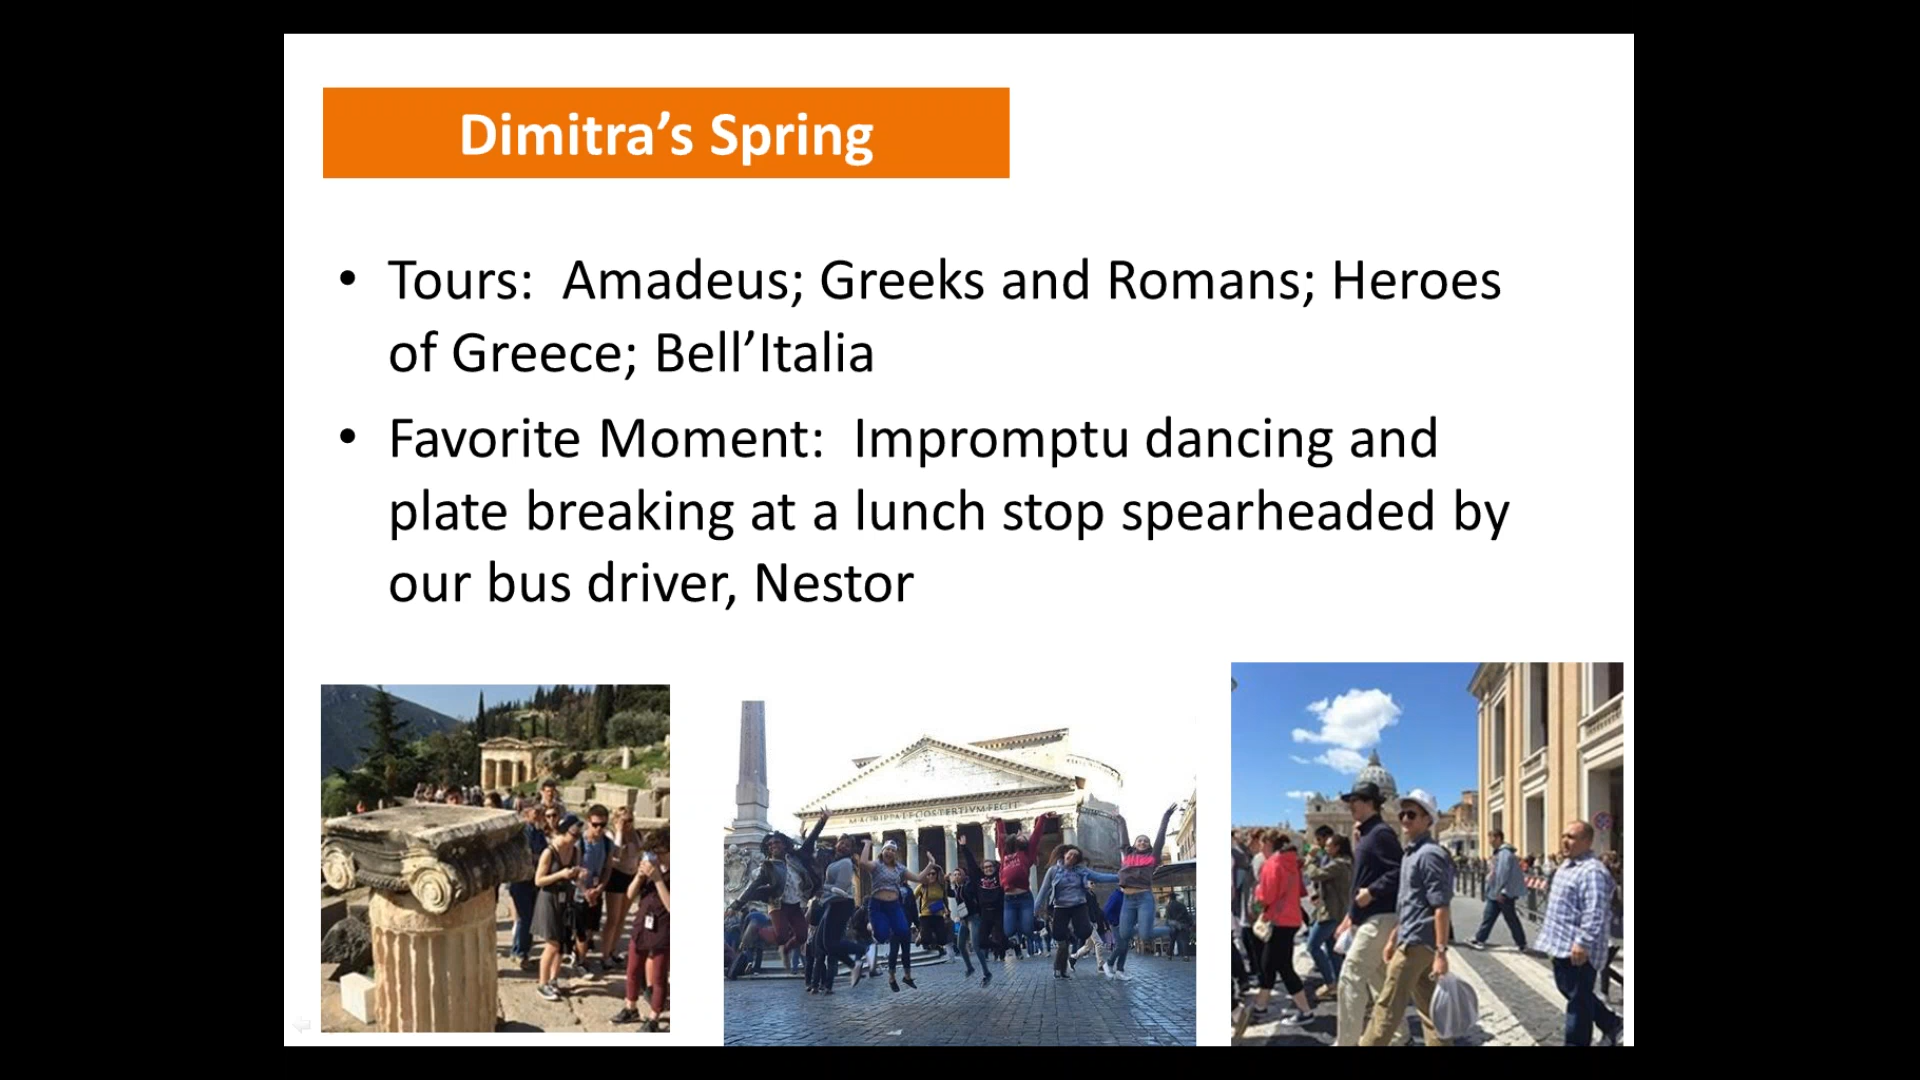 Dimitra’s Spring
• Tours:  Amadeus; Greeks and Romans; Heroes
of Greece; Bell’Italia
• Favorite Moment:  Impromptu dancing and
plate breaking at a lunch stop spearheaded by
our bus driver, Nestor